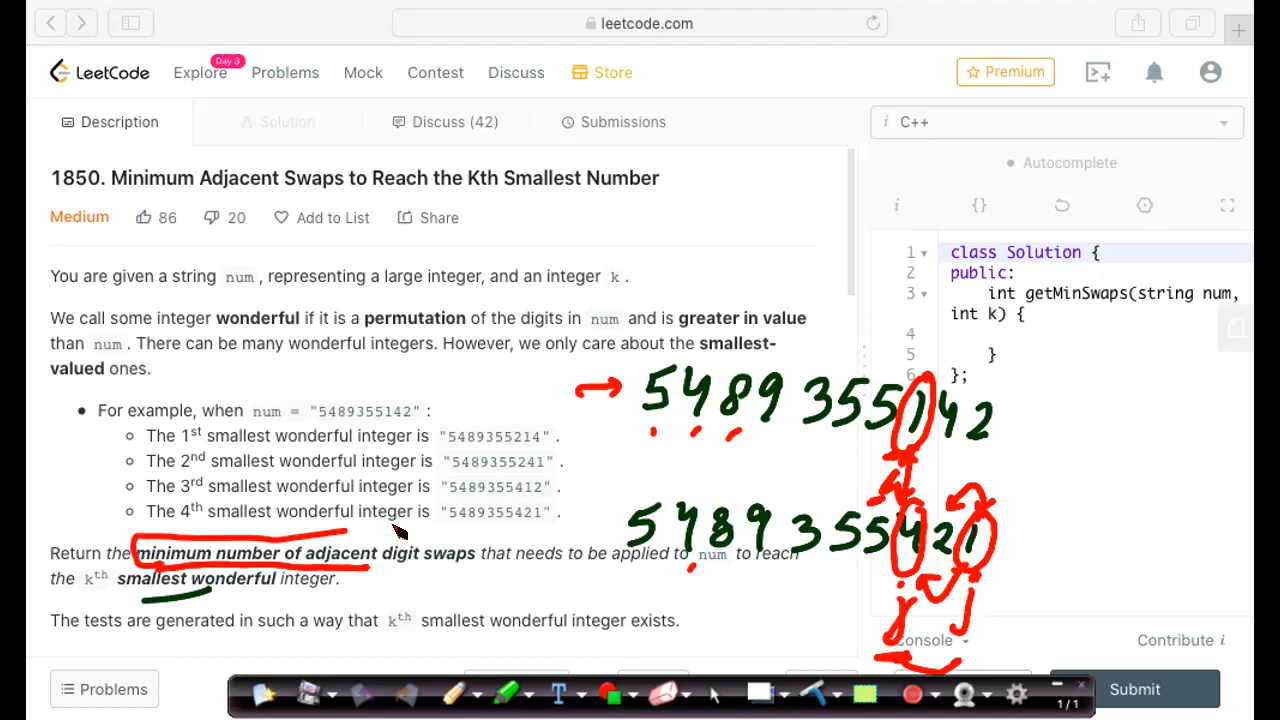 leetcode.com
LeetCode Explore Day 3 Problems Mock Contest Discuss Store Premium
Description Solution Discuss (42) Submissions
i C++
Autocomplete
1850. Minimum Adjacent Swaps to Reach the Kth Smallest Number
Medium 86 20 Add to List Share
i {}
You are given a string num, representing a large integer, and an integer k.
We call some integer wonderful if it is a permutation of the digits in num and is greater in value
than num. There can be many wonderful integers. However, we only care about the smallest-
valued ones.
For example, when num = "5489355142":
The 1st smallest wonderful integer is "5489355214".
The 2nd smallest wonderful integer is "5489355241".
The 3rd smallest wonderful integer is "5489355412".
The 4th smallest wonderful integer is "5489355421".
Return the minimum number of adjacent digit swaps that needs to be applied to num to reach
the kth smallest wonderful integer.
The tests are generated in such a way that kth smallest wonderful integer exists.
1 class Solution {
2 public:
3 int getMinSwaps(string num,
int k) {
4
5 }
6 };
5489 355142
5489 355421
j
Console Contribute i
Problems
T
1/1
Submit